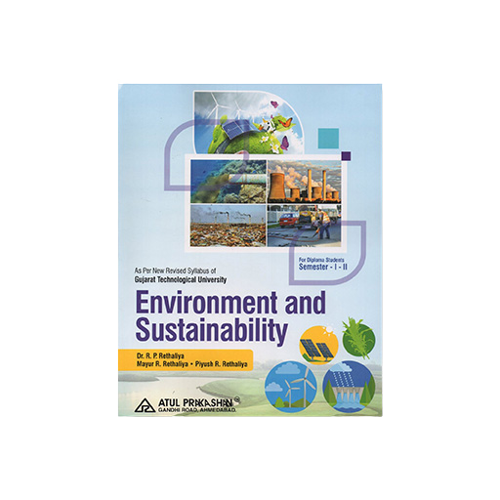 As Per New Revised Syllabus of
Gujarat Technological University
For Diploma Students
Semester - I - II
Environment and
Sustainability
Dr. R. P. Rethaliya
Mayur R. Rethaliya • Piyush R. Rethaliya
ATUL PRAKASHAN
GANDHI ROAD, AHMEDABAD.